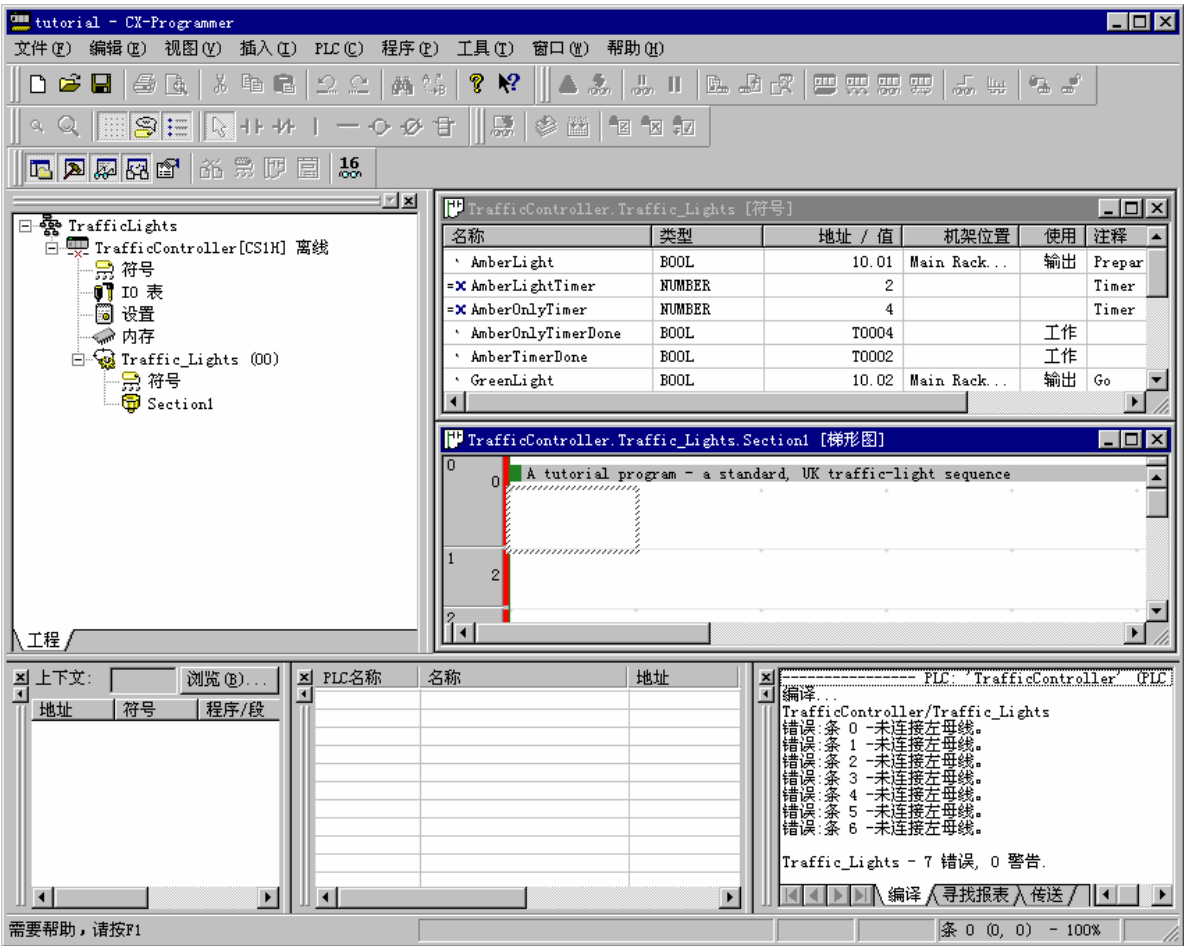 tutorial - CX-Programmer
文件(F) 编辑(E) 视图(V) 插入(I) PLC(C) 程序(P) 工具(T) 窗口(W) 帮助(H)
16
TrafficLights
TrafficController[CS1H] 离线
符号
IO 表
设置
内存
Traffic_Lights (00)
符号
Section1
工程
TrafficController.Traffic_Lights [符号]
名称 类型 地址 / 值 机架位置 使用 注释
AmberLight BOOL 10.01 Main Rack... 输出 Prepar
AmberLightTimer NUMBER 2 Timer
AmberOnlyTimer NUMBER 4 Timer
AmberOnlyTimerDone BOOL T0004 工作
AmberTimerDone BOOL T0002 工作
GreenLight BOOL 10.02 Main Rack... 输出 Go
TrafficController.Traffic_Lights.Section1 [梯形图]
0
0
A tutorial program - a standard, UK traffic-light sequence
1
2
2
上下文: 浏览(B)...
地址 符号 程序/段
PLC名称 名称 地址
---------------- PLC: 'TrafficController' (PLC
编译...
TrafficController/Traffic_Lights
错误:条 0 -未连接左母线。
错误:条 1 -未连接左母线。
错误:条 2 -未连接左母线。
错误:条 3 -未连接左母线。
错误:条 4 -未连接左母线。
错误:条 5 -未连接左母线。
错误:条 6 -未连接左母线。
Traffic_Lights - 7 错误, 0 警告.
编译 寻找报表 传送
需要帮助，请按F1
条 0 (0, 0) - 100%